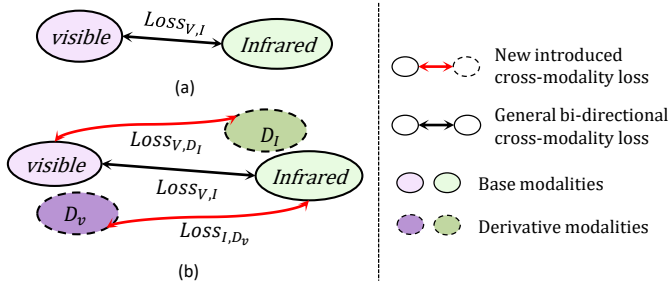 Loss_{V,I}
visible
Infrared
(a)
Loss_{V,D_I}
D_I
visible
Loss_{V,I}
Infrared
D_v
Loss_{I,D_v}
(b)
New introduced
cross-modality loss
General bi-directional
cross-modality loss
Base modalities
Derivative modalities